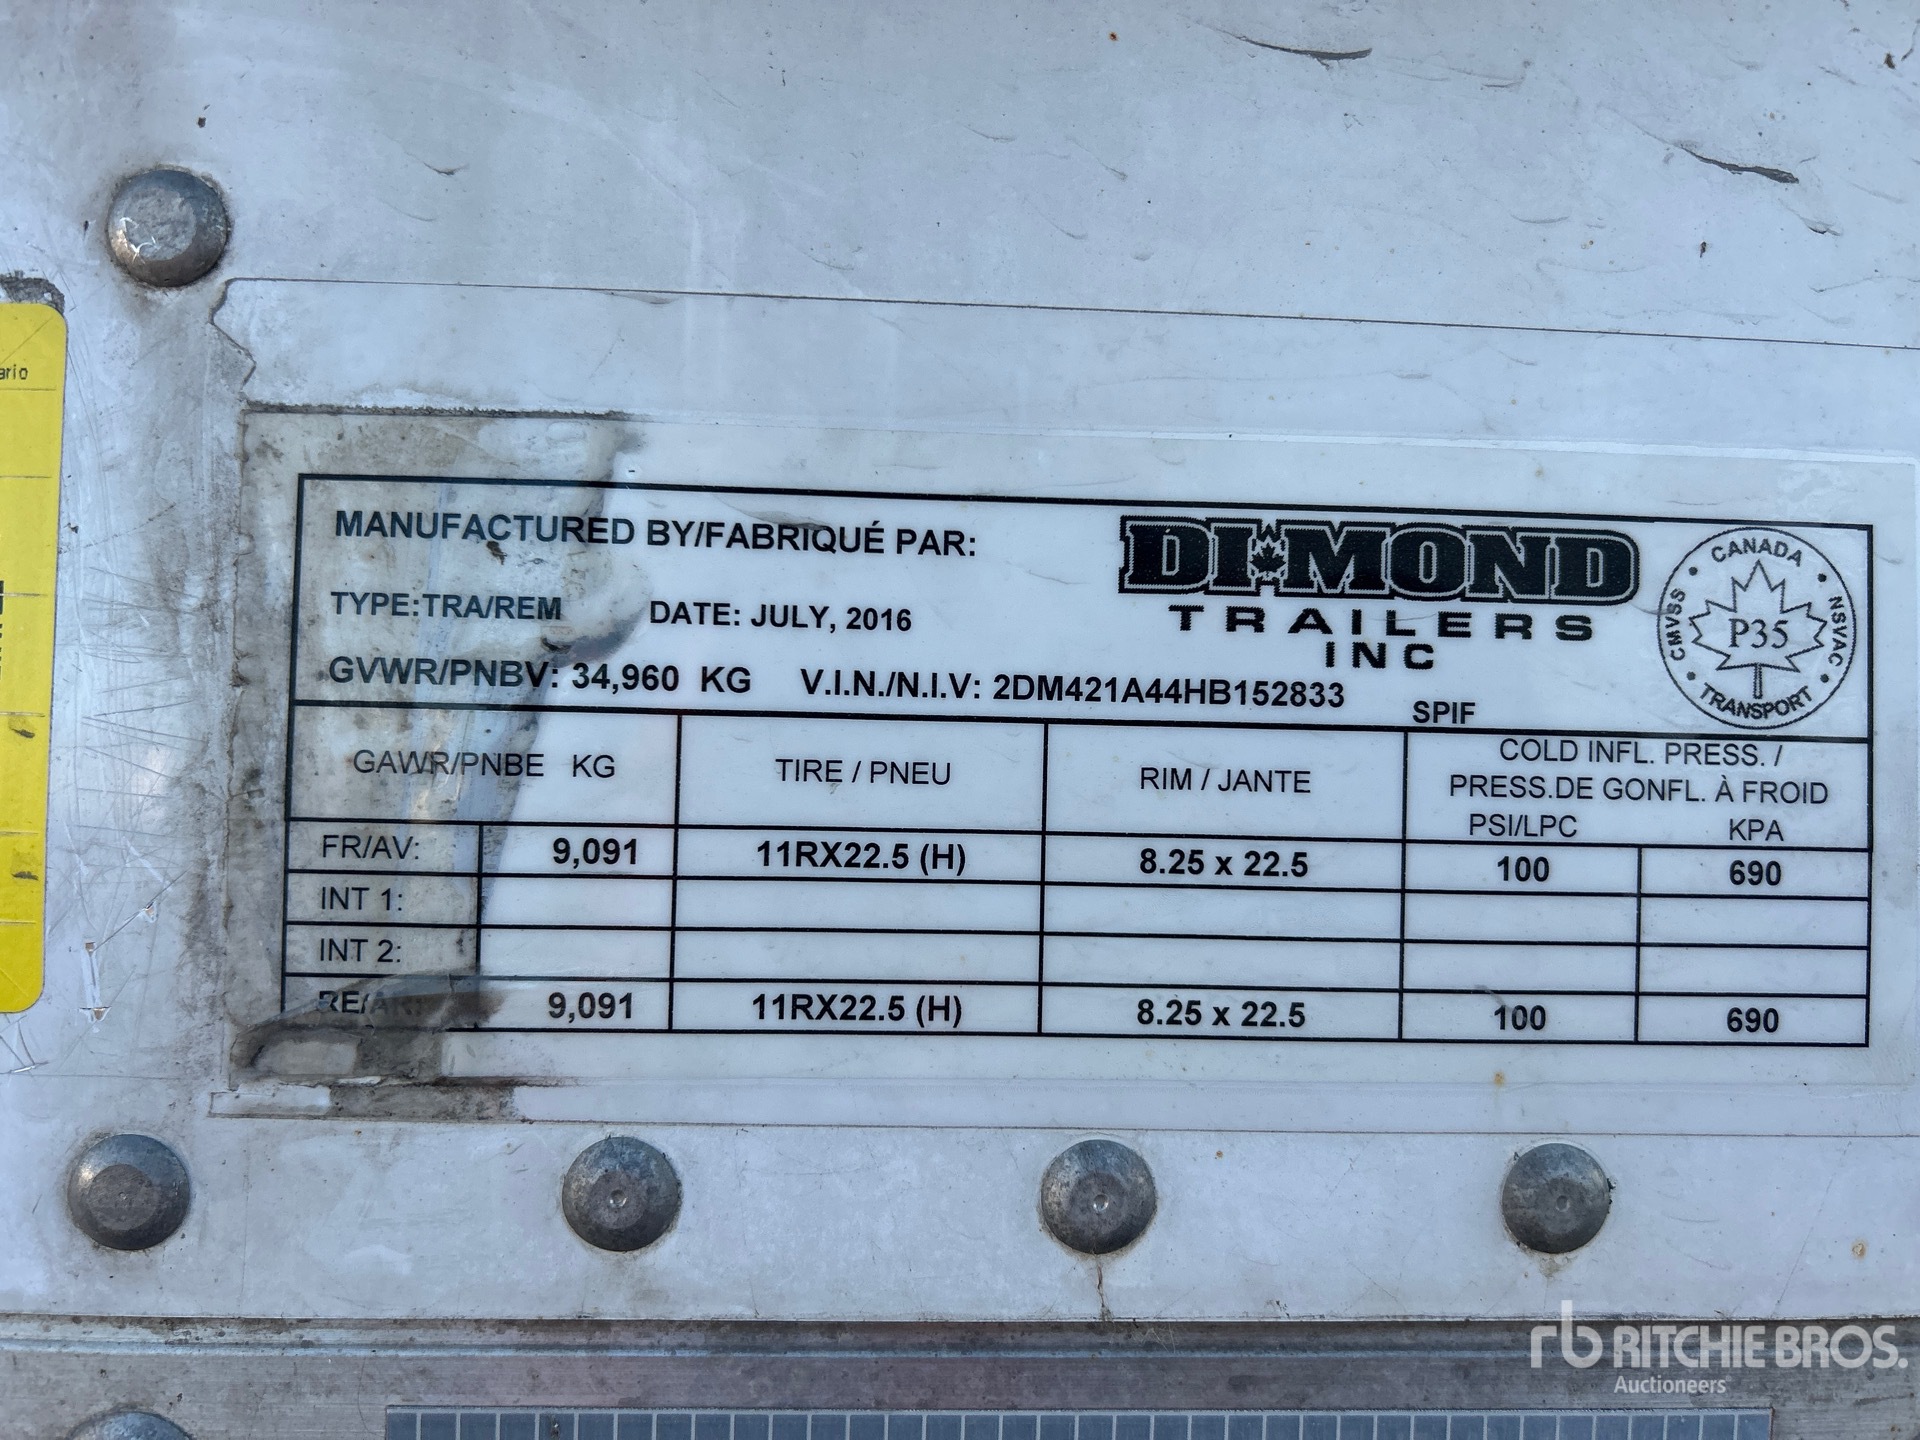 ario
MANUFACTURED BY/FABRIQUÉ PAR:
DI-MOND
TRAILERS
INC
CANADA
CMVSS NSVAC
P35
TRANSPORT
TYPE:TRA/REM DATE: JULY, 2016
GVWR/PNBV: 34,960 KG V.I.N./N.I.V: 2DM421A44HB152833 SPIF
GAWR/PNBE KG TIRE / PNEU RIM / JANTE COLD INFL. PRESS. /
PRESS.DE GONFL. À FROID
PSI/LPC KPA
FR/AV: 9,091 11RX22.5 (H) 8.25 x 22.5 100 690
INT 1:
INT 2:
9,091 11RX22.5 (H) 8.25 x 22.5 100 690
rb RITCHIE BROS.
Auctioneers